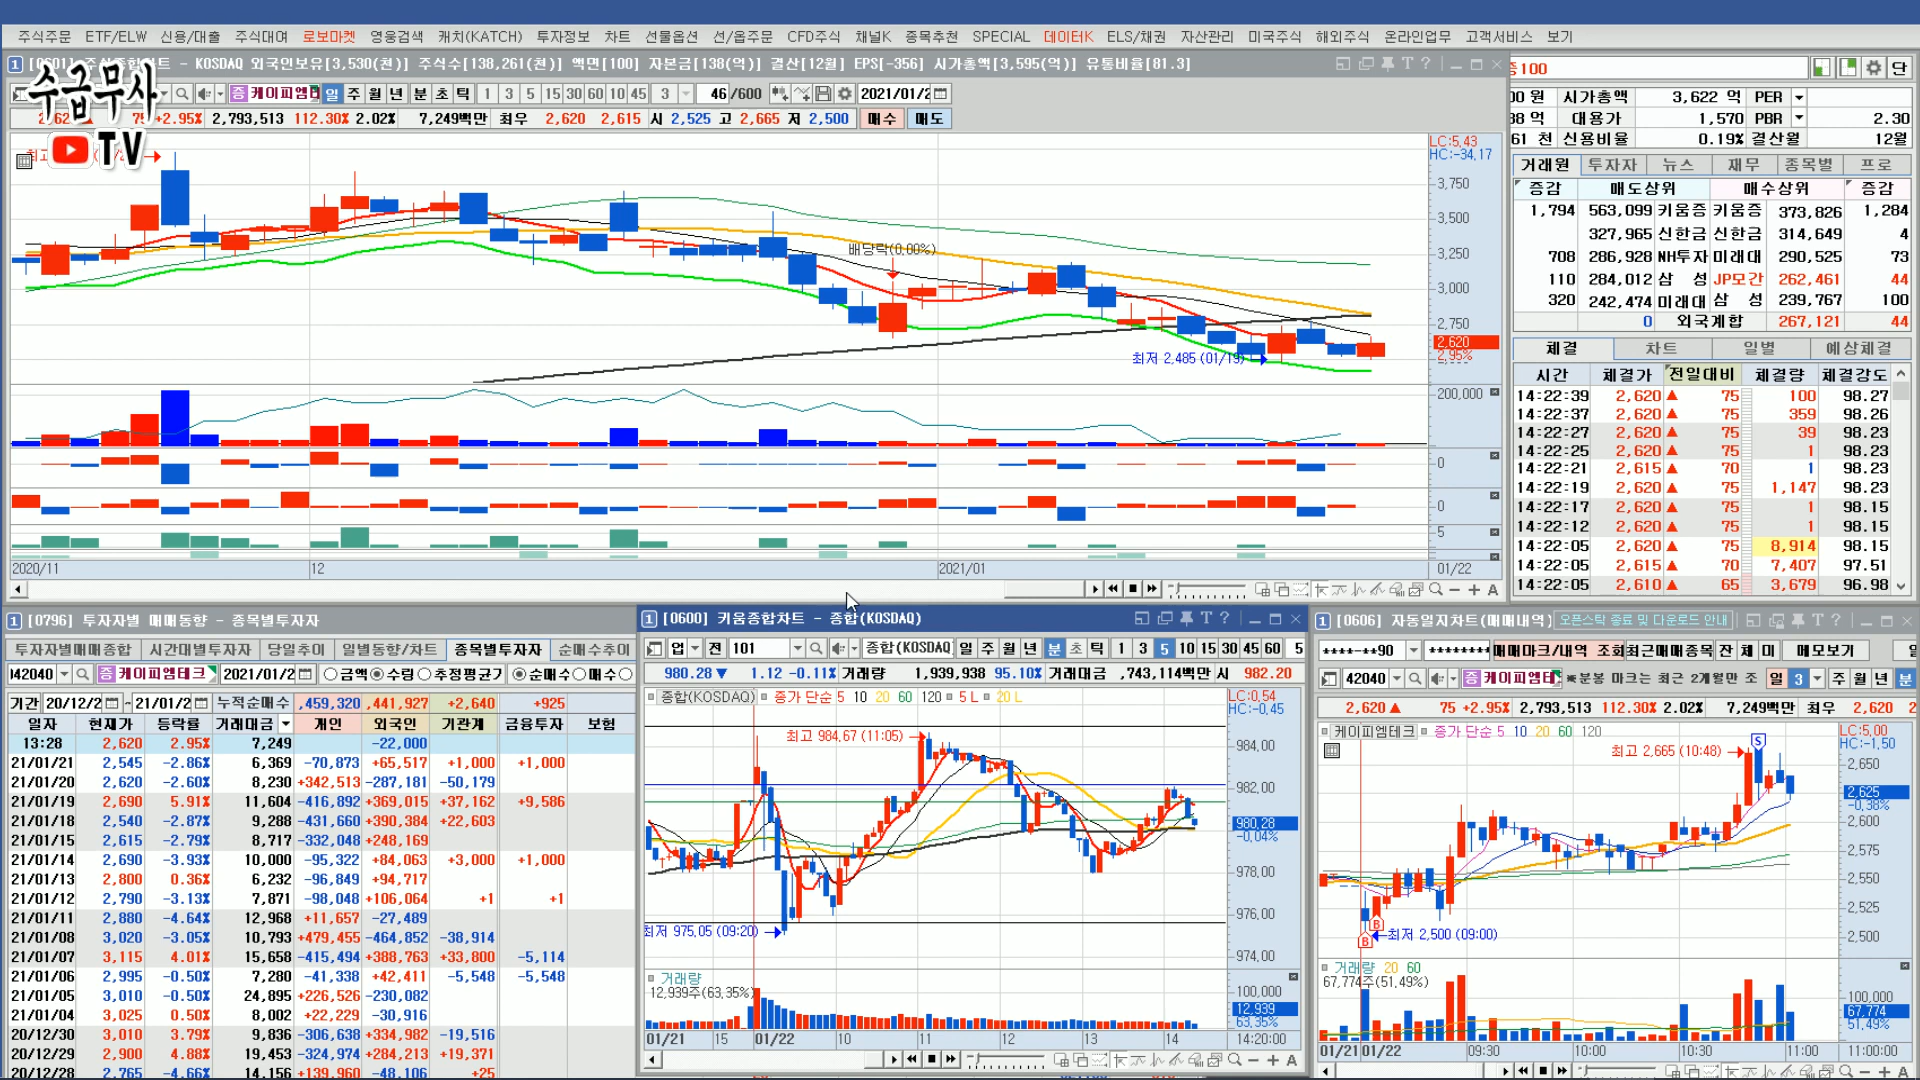 주식주문 ETF/ELW 신용/대출 주식대여 로보마켓 영웅검색 캐치(KATCH) 투자정보 차트 선물옵션 선/옵주문 CFD주식 채널K 종목추천 SPECIAL 데이터K ELS/채권 자산관리 미국주식 해외주식 온라인업무 고객서비스 보기
- KOSDAQ 외국인보유[3,530(천)] 주식수[138,261(천)] 액면[100] 자본금[138(억)] 결산[12월] EPS[-356] 시가총액[3,595(억)] 유통비율[81.3]
수급무사
TV
일 주 월 년 분 초 틱 1 3 5 15 30 60 10 45 3 46 /600 2021/01/2
+2.95% 2,793,513 112.30% 2.02% 7,249백만 최우 2,620 2,615 시 2,525 고 2,665 저 2,500 매수 매도
LC:5,43
HC:-34,17
3,750
3,500
3,250
3,000
2,750
2,620
2,95%
배당락(0,00%)
최저 2,485 (01/19)
200,000
0
0
5
2020/11 12 2021/01 01/22
시가총액 3,622 억 PER
대용가 1,570 PBR 2.30
신용비율 0.19% 결산월 12월
거래원 투자자 뉴스 재무 종목별 프로
증감 매도상위 매수상위 증감
1,794 563,099 키움증 키움증 373,826 1,284
327,965 신한금 신한금 314,649 4
708 286,928 NH투자 미래대 290,525 73
110 284,012 삼 성 JP모간 262,461 44
320 242,474 미래대 삼 성 239,767 100
0 외국계합 267,121 44
체결 차트 일별 예상체결
시간 체결가 전일대비 체결량 체결강도
14:22:39 2,620 ▲ 75 100 98.27
14:22:37 2,620 ▲ 75 359 98.26
14:22:27 2,620 ▲ 75 39 98.23
14:22:25 2,620 ▲ 75 1 98.23
14:22:21 2,615 ▲ 70 1 98.23
14:22:19 2,620 ▲ 75 1,147 98.23
14:22:17 2,620 ▲ 75 1 98.15
14:22:12 2,620 ▲ 75 1 98.15
14:22:05 2,620 ▲ 75 8,914 98.15
14:22:05 2,615 ▲ 70 7,407 97.51
14:22:05 2,610 ▲ 65 3,679 96.98
1 [0796] 투자자별 매매동향 - 종목별투자자
투자자별매매종합 시간대별투자자 당일추이 일별동향/차트 종목별투자자 순매수추이
증 케이피엠테크 2021/01/2 금액 수량 추정평균가 순매수 매수
기간 20/12/2 ~ 21/01/2 누적순매수 ,459,320 ,441,927 +2,640 +925
일자 현재가 등락률 거래대금 개인 외국인 기관계 금융투자 보험
13:28 2,620 2.95% 7,249 -22,000
21/01/21 2,545 -2.86% 6,369 -70,873 +65,517 +1,000 +1,000
21/01/20 2,620 -2.60% 8,230 +342,513 -287,181 -50,179
21/01/19 2,690 5.91% 11,604 -416,892 +369,015 +37,162 +9,586
21/01/18 2,540 -2.87% 9,288 -431,660 +390,384 +22,603
21/01/15 2,615 -2.79% 8,717 -332,048 +248,169
21/01/14 2,690 -3.93% 10,000 -95,322 +84,063 +3,000 +1,000
21/01/13 2,800 0.36% 6,232 -96,849 +94,717
21/01/12 2,790 -3.13% 7,871 -98,048 +106,064 +1 +1
21/01/11 2,880 -4.64% 12,968 +11,657 -27,489
21/01/08 3,020 -3.05% 10,793 +479,455 -464,852 -38,914
21/01/07 3,115 4.01% 15,658 -415,494 +388,763 +33,800 -5,114
21/01/06 2,995 -0.50% 7,280 -41,338 +42,411 -5,548 -5,548
21/01/05 3,010 -0.50% 24,895 +226,526 -230,082
21/01/04 3,025 0.50% 8,002 +22,229 -30,916
20/12/30 3,010 3.79% 9,836 -306,638 +334,982 -19,516
20/12/29 2,900 4.88% 19,453 -324,974 +284,213 +19,371
20/12/28 2,765 -4.66% 14,156 +139,960 -48,106 +25
1 [0600] 키움종합차트 - 종합(KOSDAQ)
업 전 101 종합(KOSDAQ 일 주 월 년 분 초 틱 1 3 5 10 15 30 45 60 5
980.28 ▼ 1.12 -0.11% 거래량 1,939,938 95.10% 거래대금 ,743,114백만 시 982.20
종합(KOSDAQ) 종가 단순 5 10 20 60 120 5 L 20 L
LC:0,54
HC:-0,45
최고 984,67 (11:05)
984,00
982,00
980,28
-0,04%
978,00
976,00
974,00
최저 975,05 (09:20)
거래량
12,939주(63,35%)
100,000
12,939
63,35%
01/21 15 01/22 10 11 12 13 14 14:20:00
1 [0606] 자동일지차트(매매내역) 오픈스탁 종료 및 다운로드 안내
****-**90 ******** 매매마크/내역 조회 최근매매종목 잔 체 미 메모보기
42040 증 케이피엠테 ※분봉 마크는 최근 2개월만 조 일 3 주 월 년 분
2,620 ▲ 75 +2.95% 2,793,513 112.30% 2.02% 7,249백만 최우 2,620
케이피엠테크 종가 단순 5 10 20 60 120
LC:5,00
HC:-1,50
최고 2,665 (10:48)
S
2,650
2,625
-0,38%
2,600
2,575
2,550
2,525
2,500
B
B
최저 2,500 (09:00)
거래량 20 60
67,774주(51,49%)
100,000
67,774
51,49%
01/21 01/22 09:30 10:00 10:30 11:00 11:00:00